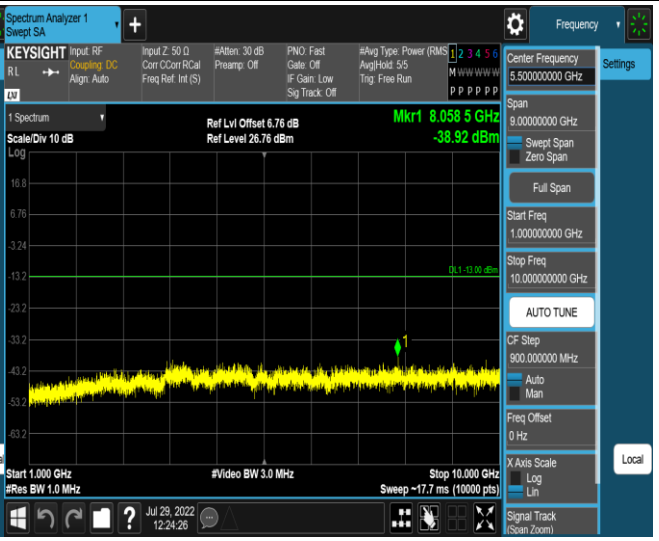 Spectrum Analyzer 1
Swept SA
Frequency
Settings
KEYSIGHT
RL
Input: RF
Coupling: DC
Align: Auto
Input Z: 50 Ω
Corr CCorr RCal
Freq Ref: Int (S)
#Atten: 30 dB
Preamp: Off
PNO: Fast
Gate: Off
IF Gain: Low
Sig Track: Off
#Avg Type: Power (RMS
Avg|Hold: 5/5
Trig: Free Run
1 2 3 4 5 6
M W W W W W
P P P P P P
1 Spectrum
Scale/Div 10 dB
Log
Ref Lvl Offset 6.76 dB
Ref Level 26.76 dBm
Mkr1 8.058 5 GHz
-38.92 dBm
16.8
6.76
-3.24
-13.2
DL1 -13.00 dBm
-23.2
-33.2
1
-43.2
-53.2
-63.2
Start 1.000 GHz
#Res BW 1.0 MHz
#Video BW 3.0 MHz
Stop 10.000 GHz
Sweep ~17.7 ms (10000 pts)
Jul 29, 2022
12:24:26
Center Frequency
5.500000000 GHz
Span
9.00000000 GHz
Swept Span
Zero Span
Full Span
Start Freq
1.000000000 GHz
Stop Freq
10.000000000 GHz
AUTO TUNE
CF Step
900.000000 MHz
Auto
Man
Freq Offset
0 Hz
X Axis Scale
Log
Lin
Signal Track
(Span Zoom)
Local